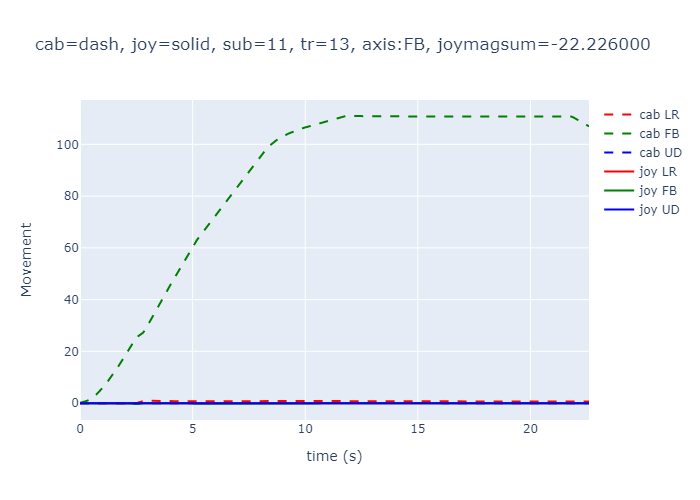 cab=dash, joy=solid, sub=11, tr=13, axis:FB, joymagsum=-22.226000
cab LR
cab FB
cab UD
joy LR
joy FB
joy UD
Movement
100
80
60
40
20
0
0 5 10 15 20
time (s)